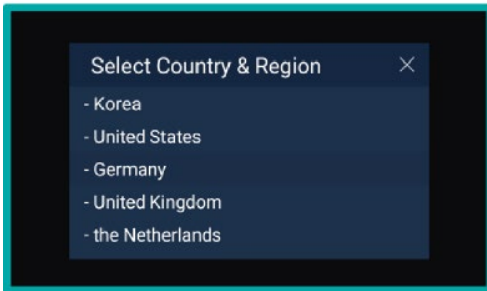 Select Country & Region
- Korea
- United States
- Germany
- United Kingdom
- the Netherlands